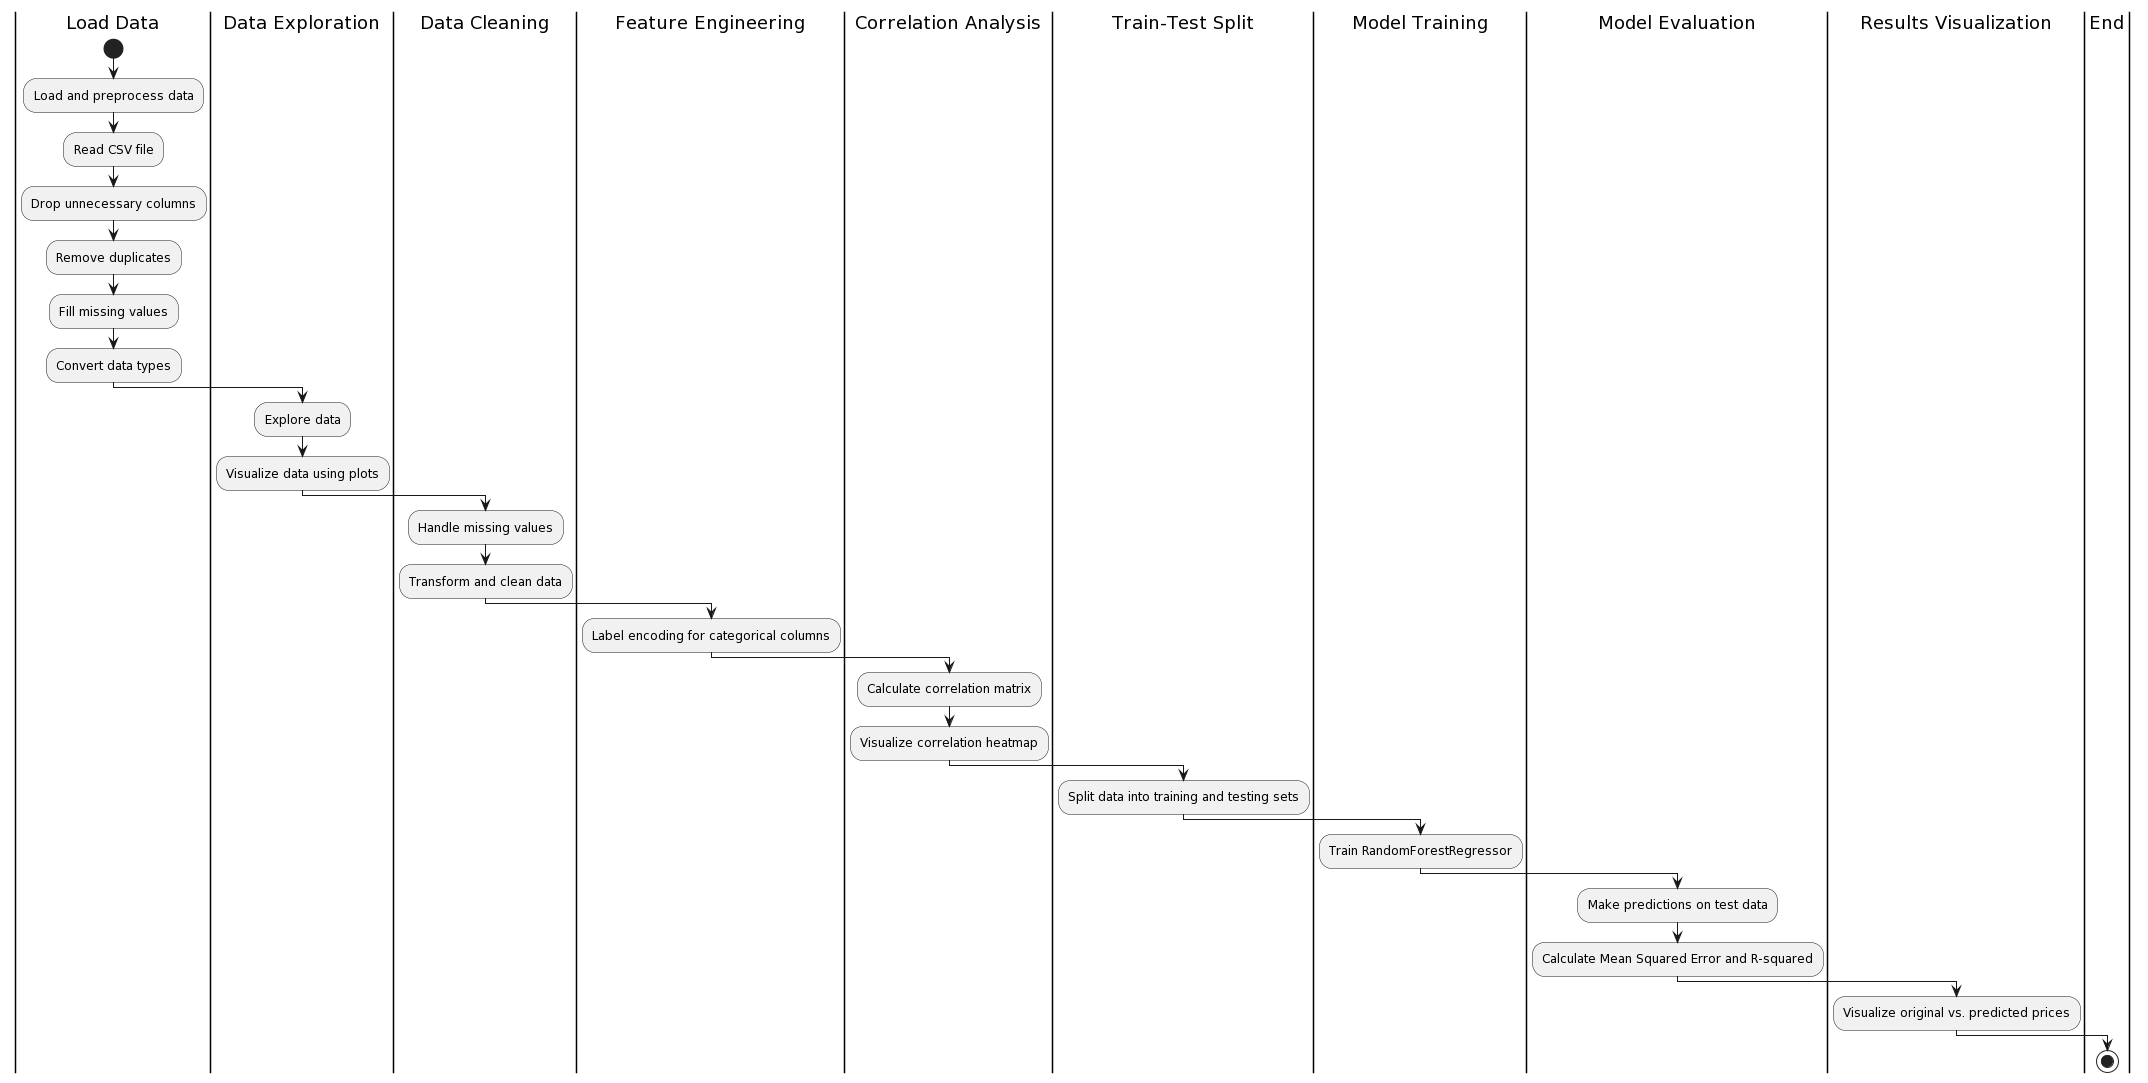 Load Data
Data Exploration
Data Cleaning
Feature Engineering
Correlation Analysis
Train-Test Split
Model Training
Model Evaluation
Results Visualization
End
Load and preprocess data
Read CSV file
Drop unnecessary columns
Remove duplicates
Fill missing values
Convert data types
Explore data
Visualize data using plots
Handle missing values
Transform and clean data
Label encoding for categorical columns
Calculate correlation matrix
Visualize correlation heatmap
Split data into training and testing sets
Train RandomForestRegressor
Make predictions on test data
Calculate Mean Squared Error and R-squared
Visualize original vs. predicted prices